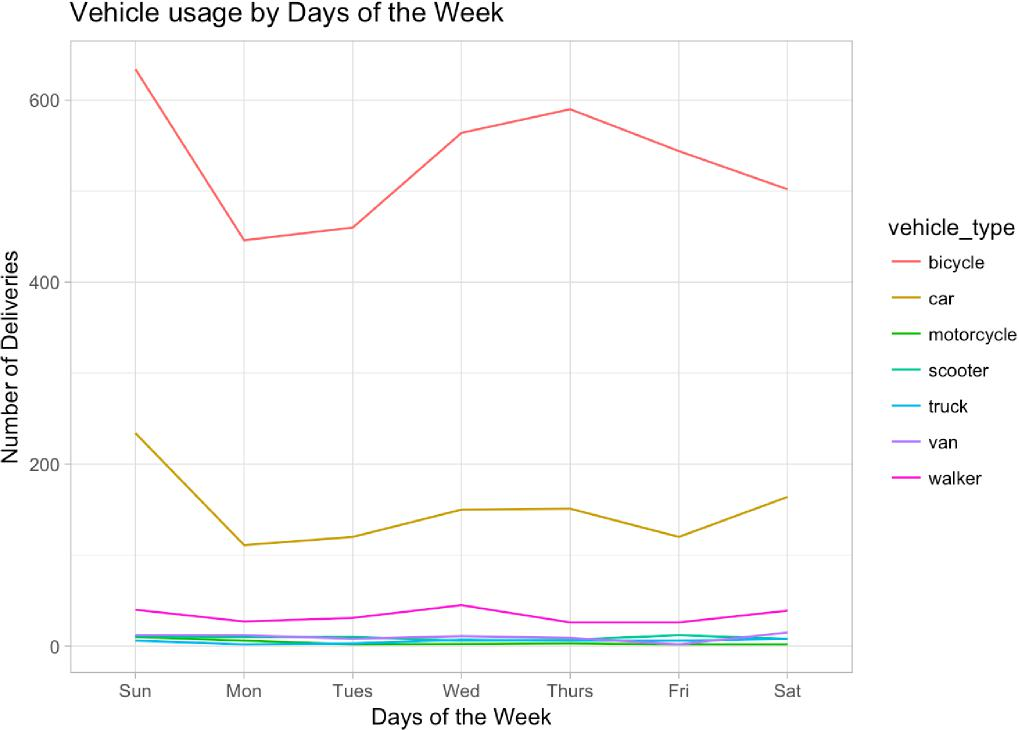 Vehicle usage by Days of the Week
Number of Deliveries
600
400
200
0
Sun Mon Tues Wed Thurs Fri Sat
Days of the Week
vehicle_type
bicycle
car
motorcycle
scooter
truck
van
walker